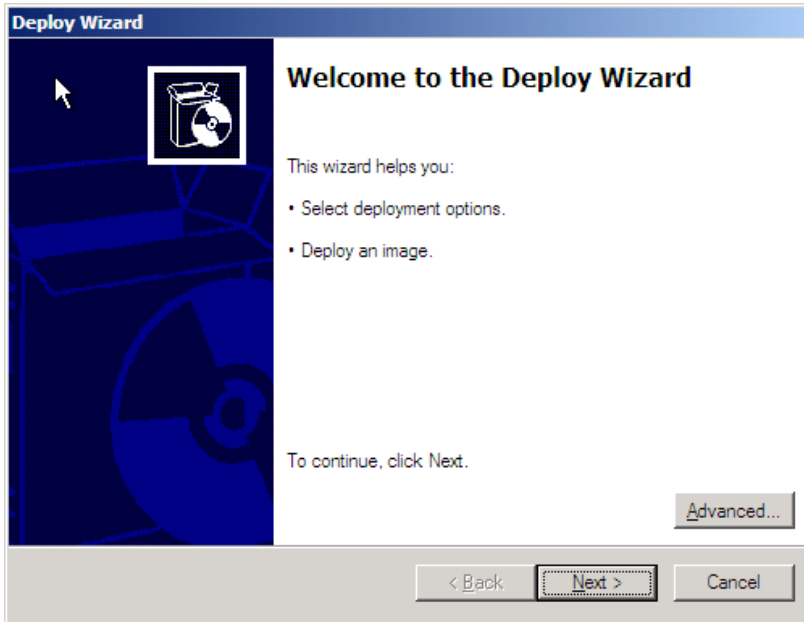 Deploy Wizard
Welcome to the Deploy Wizard
This wizard helps you:
• Select deployment options.
• Deploy an image.
To continue, click Next.
Advanced...
< Back Next > Cancel